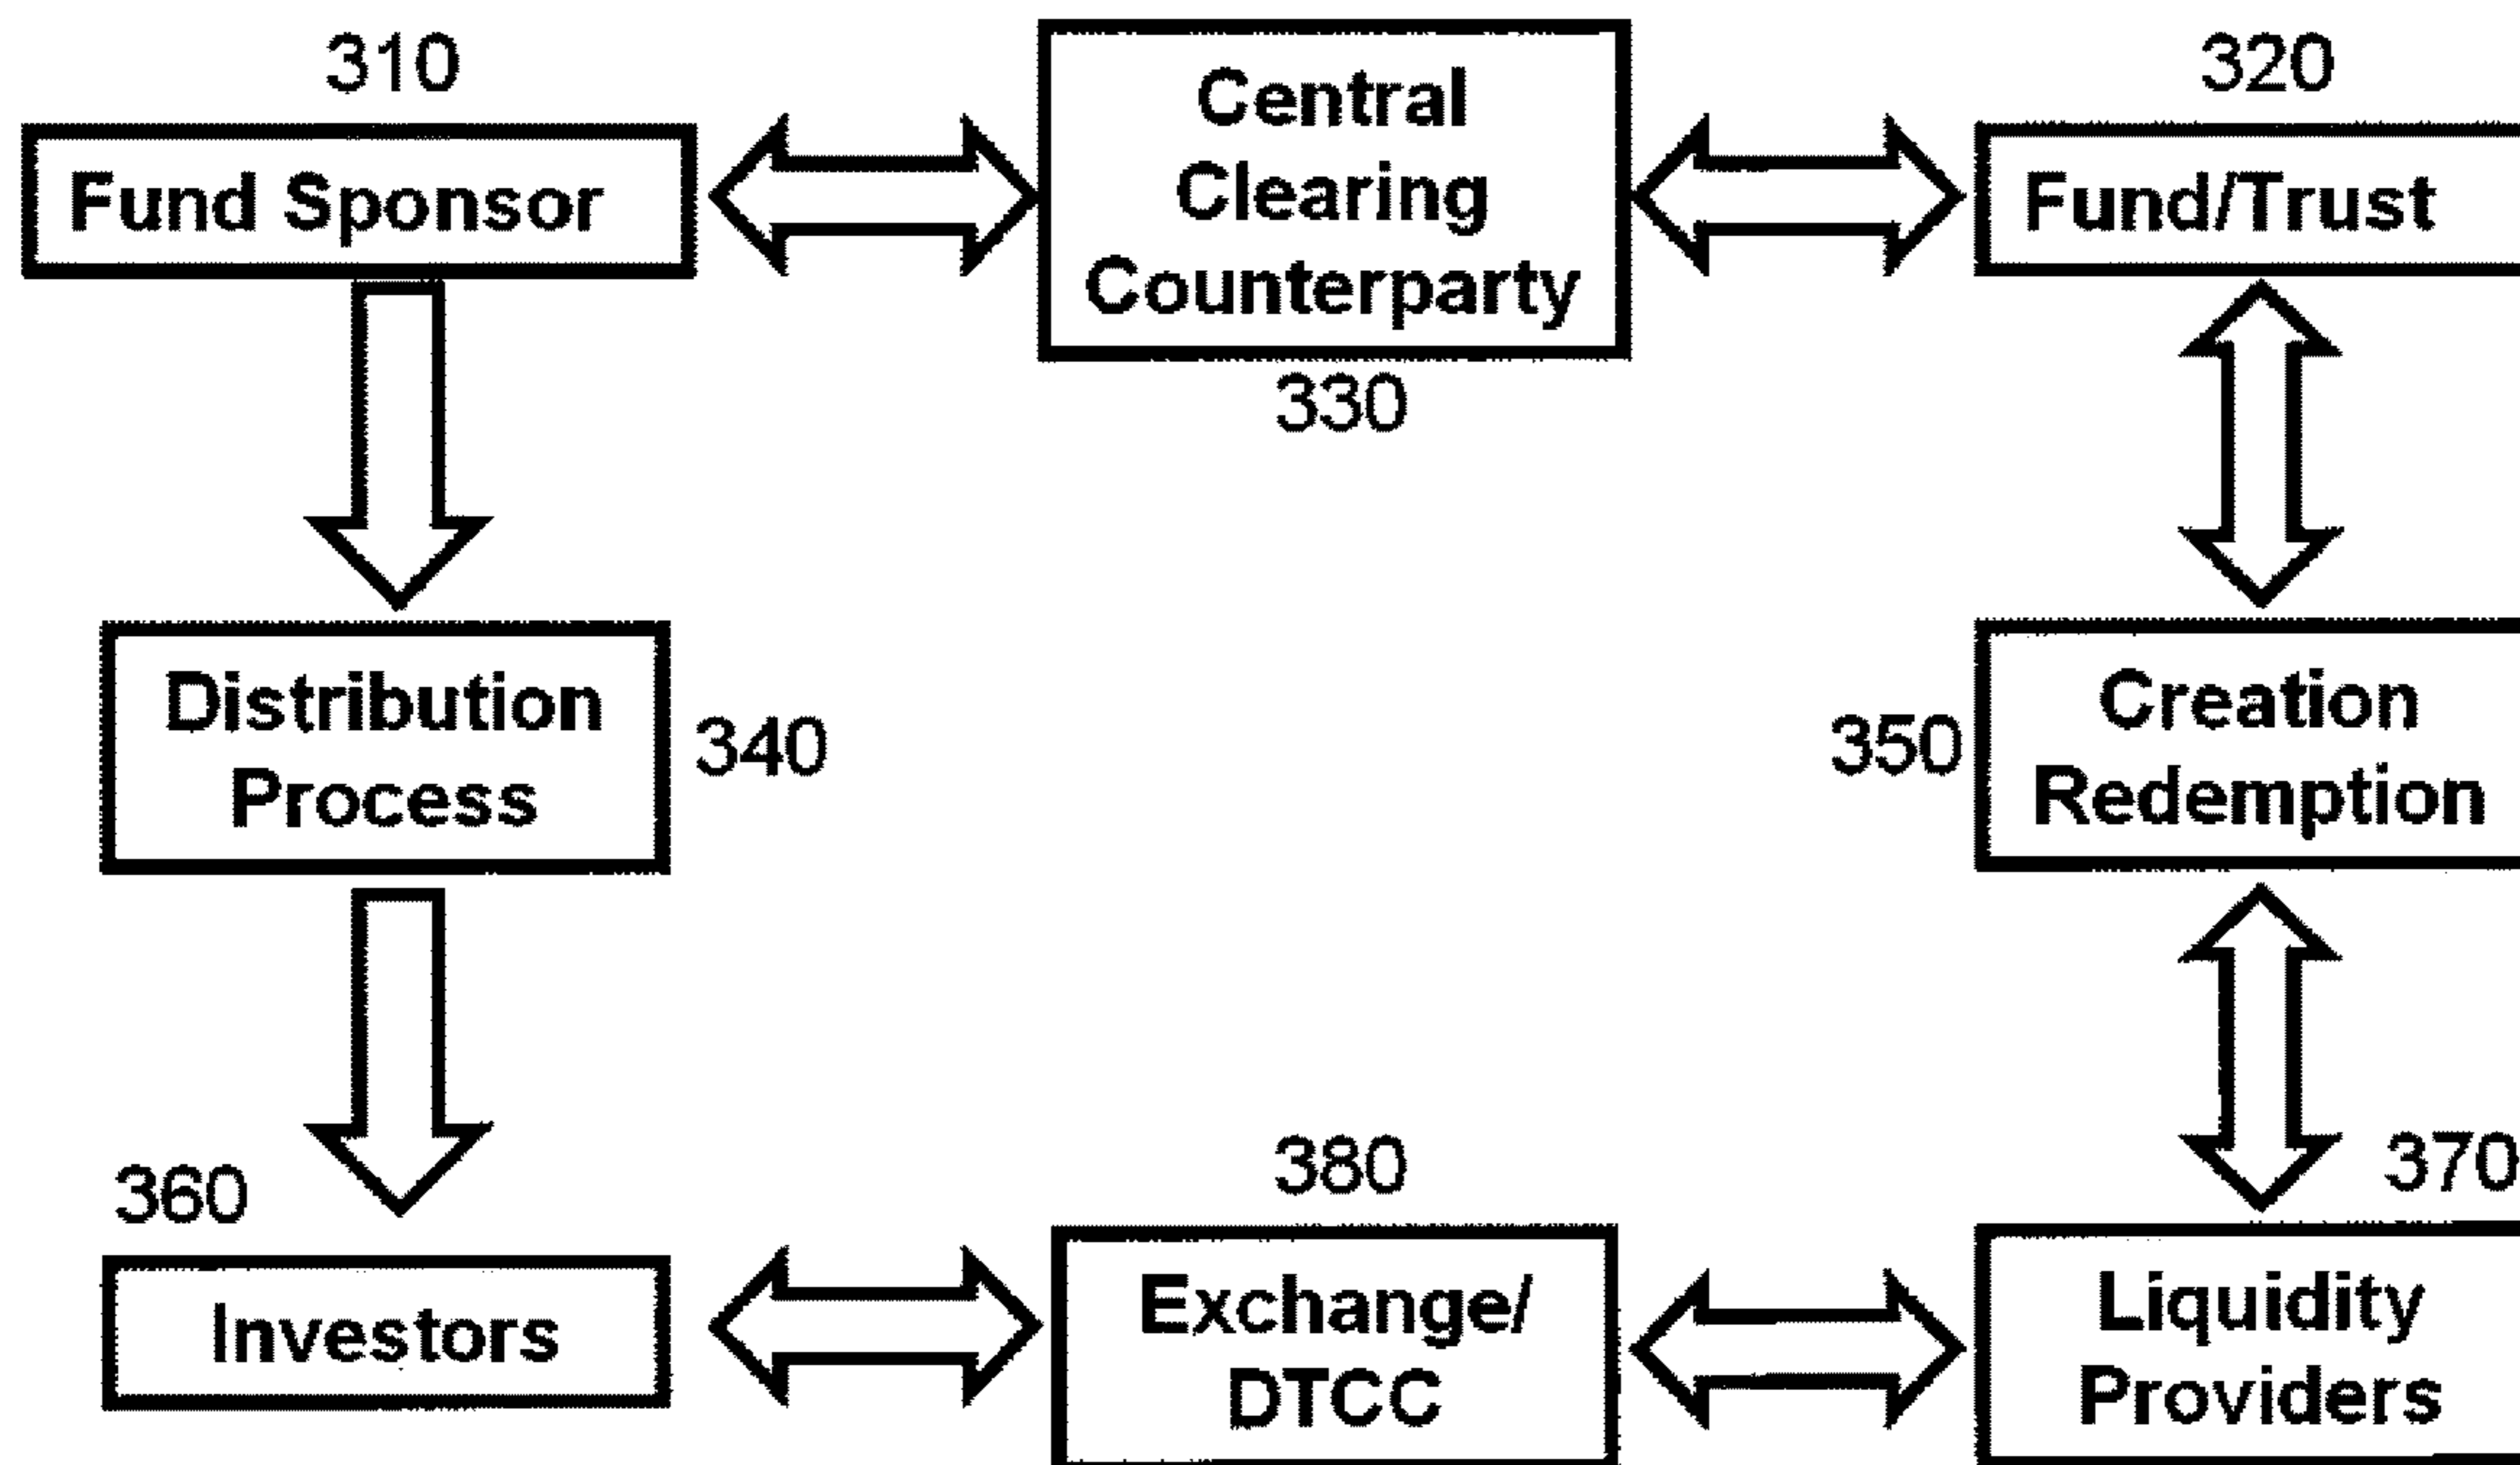 310
320
Fund Sponsor
Central
Clearing
Counterparty
Fund/Trust
330
Distribution
Process
340
350
Creation
Redemption
360
380
370
Investors
Exchange/
DTCC
Liquidity
Providers